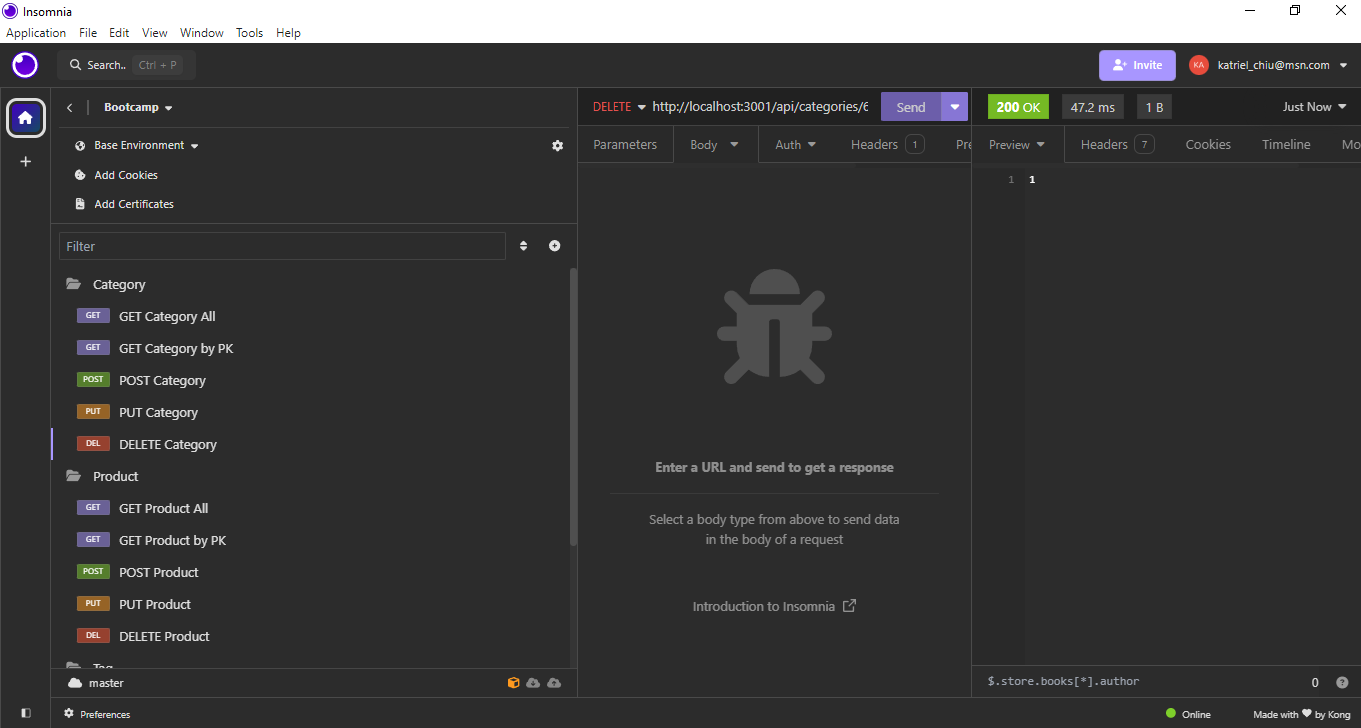 Insomnia
Application File Edit View Window Tools Help
Search.. Ctrl + P
Invite
KA katriel_chiu@msn.com
Bootcamp
Base Environment
Add Cookies
Add Certificates
Filter
Category
GET GET Category All
GET GET Category by PK
POST POST Category
PUT PUT Category
DEL DELETE Category
Product
GET GET Product All
GET GET Product by PK
POST POST Product
PUT PUT Product
DEL DELETE Product
Tag
master
Preferences
DELETE http://localhost:3001/api/categories/6 Send
Parameters Body Auth Headers 1 Pre
Enter a URL and send to get a response
Select a body type from above to send data
in the body of a request
Introduction to Insomnia
200 OK 47.2 ms 1 B Just Now
Preview Headers 7 Cookies Timeline Mo
1 1
$.store.books[*].author 0 ?
Online Made with ❤ by Kong